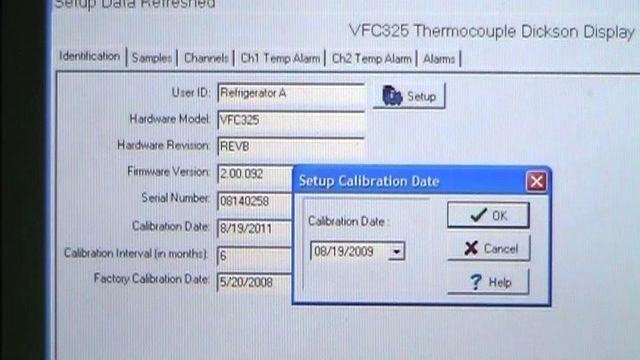 Setup Data Refreshed
VFC325 Thermocouple Dickson Display
Identification Samples Channels Ch1 Temp Alarm Ch2 Temp Alarm Alarms
User ID: Refrigerator A Setup
Hardware Model: VFC325
Hardware Revision: REVB
Firmware Version: 2.00.092
Serial Number: 08140258
Calibration Date: 8/19/2011
Calibration Interval (in months): 6
Factory Calibration Date: 5/20/2008
Setup Calibration Date
Calibration Date :
08/19/2009
OK
Cancel
Help